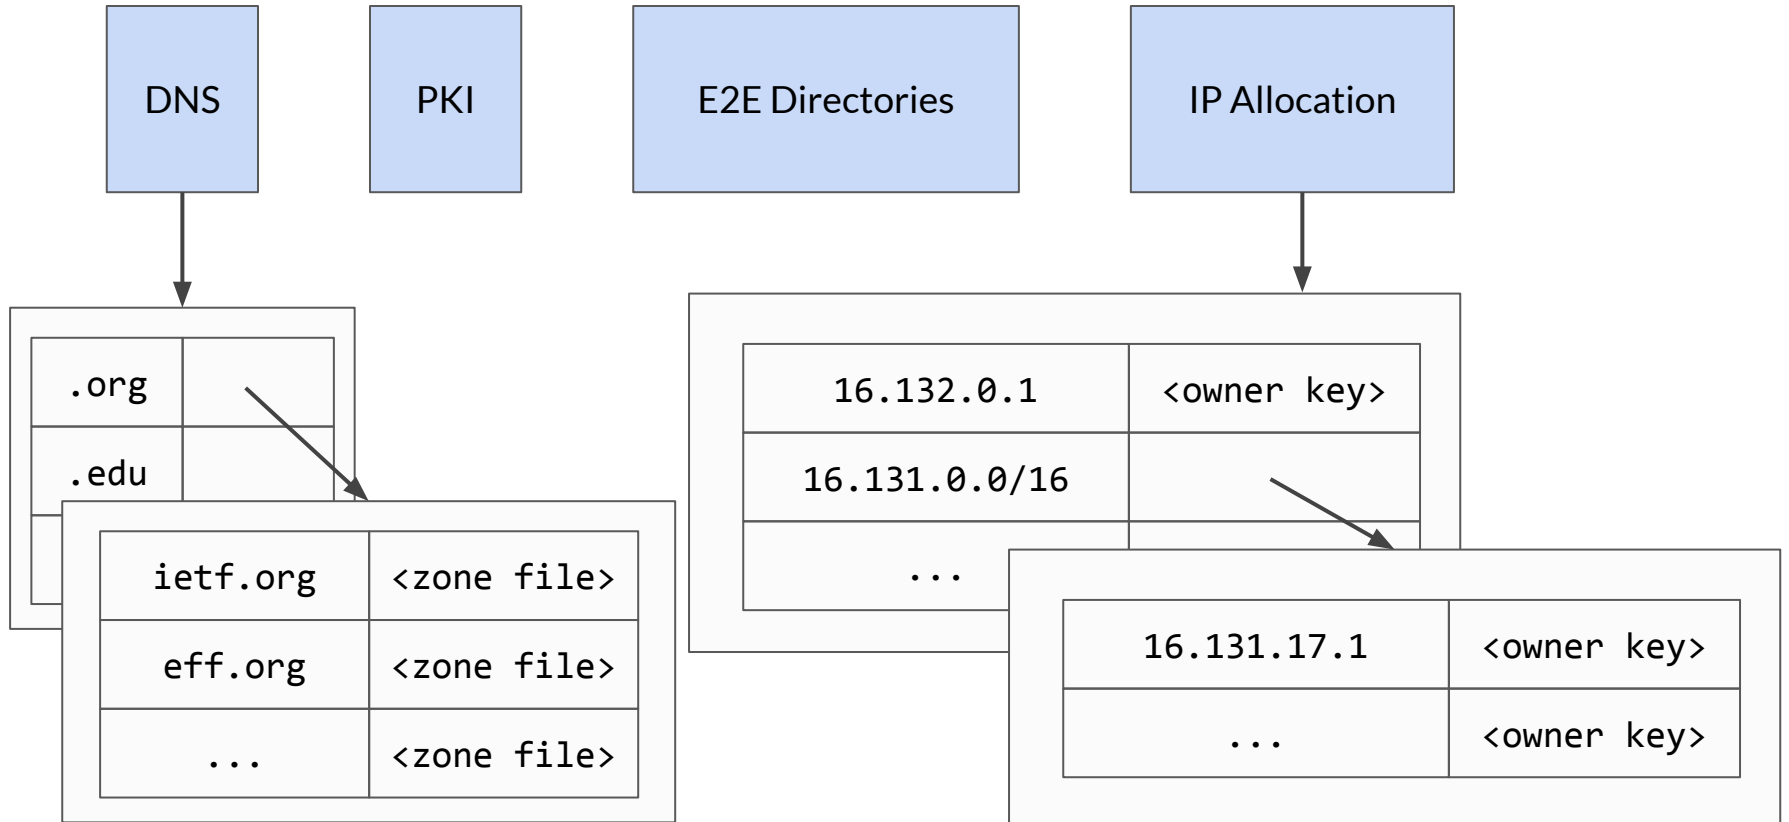 DNS
PKI
E2E Directories
IP Allocation
.org
.edu
ietf.org <zone file>
eff.org <zone file>
... <zone file>
16.132.0.1 <owner key>
16.131.0.0/16
...
16.131.17.1 <owner key>
... <owner key>